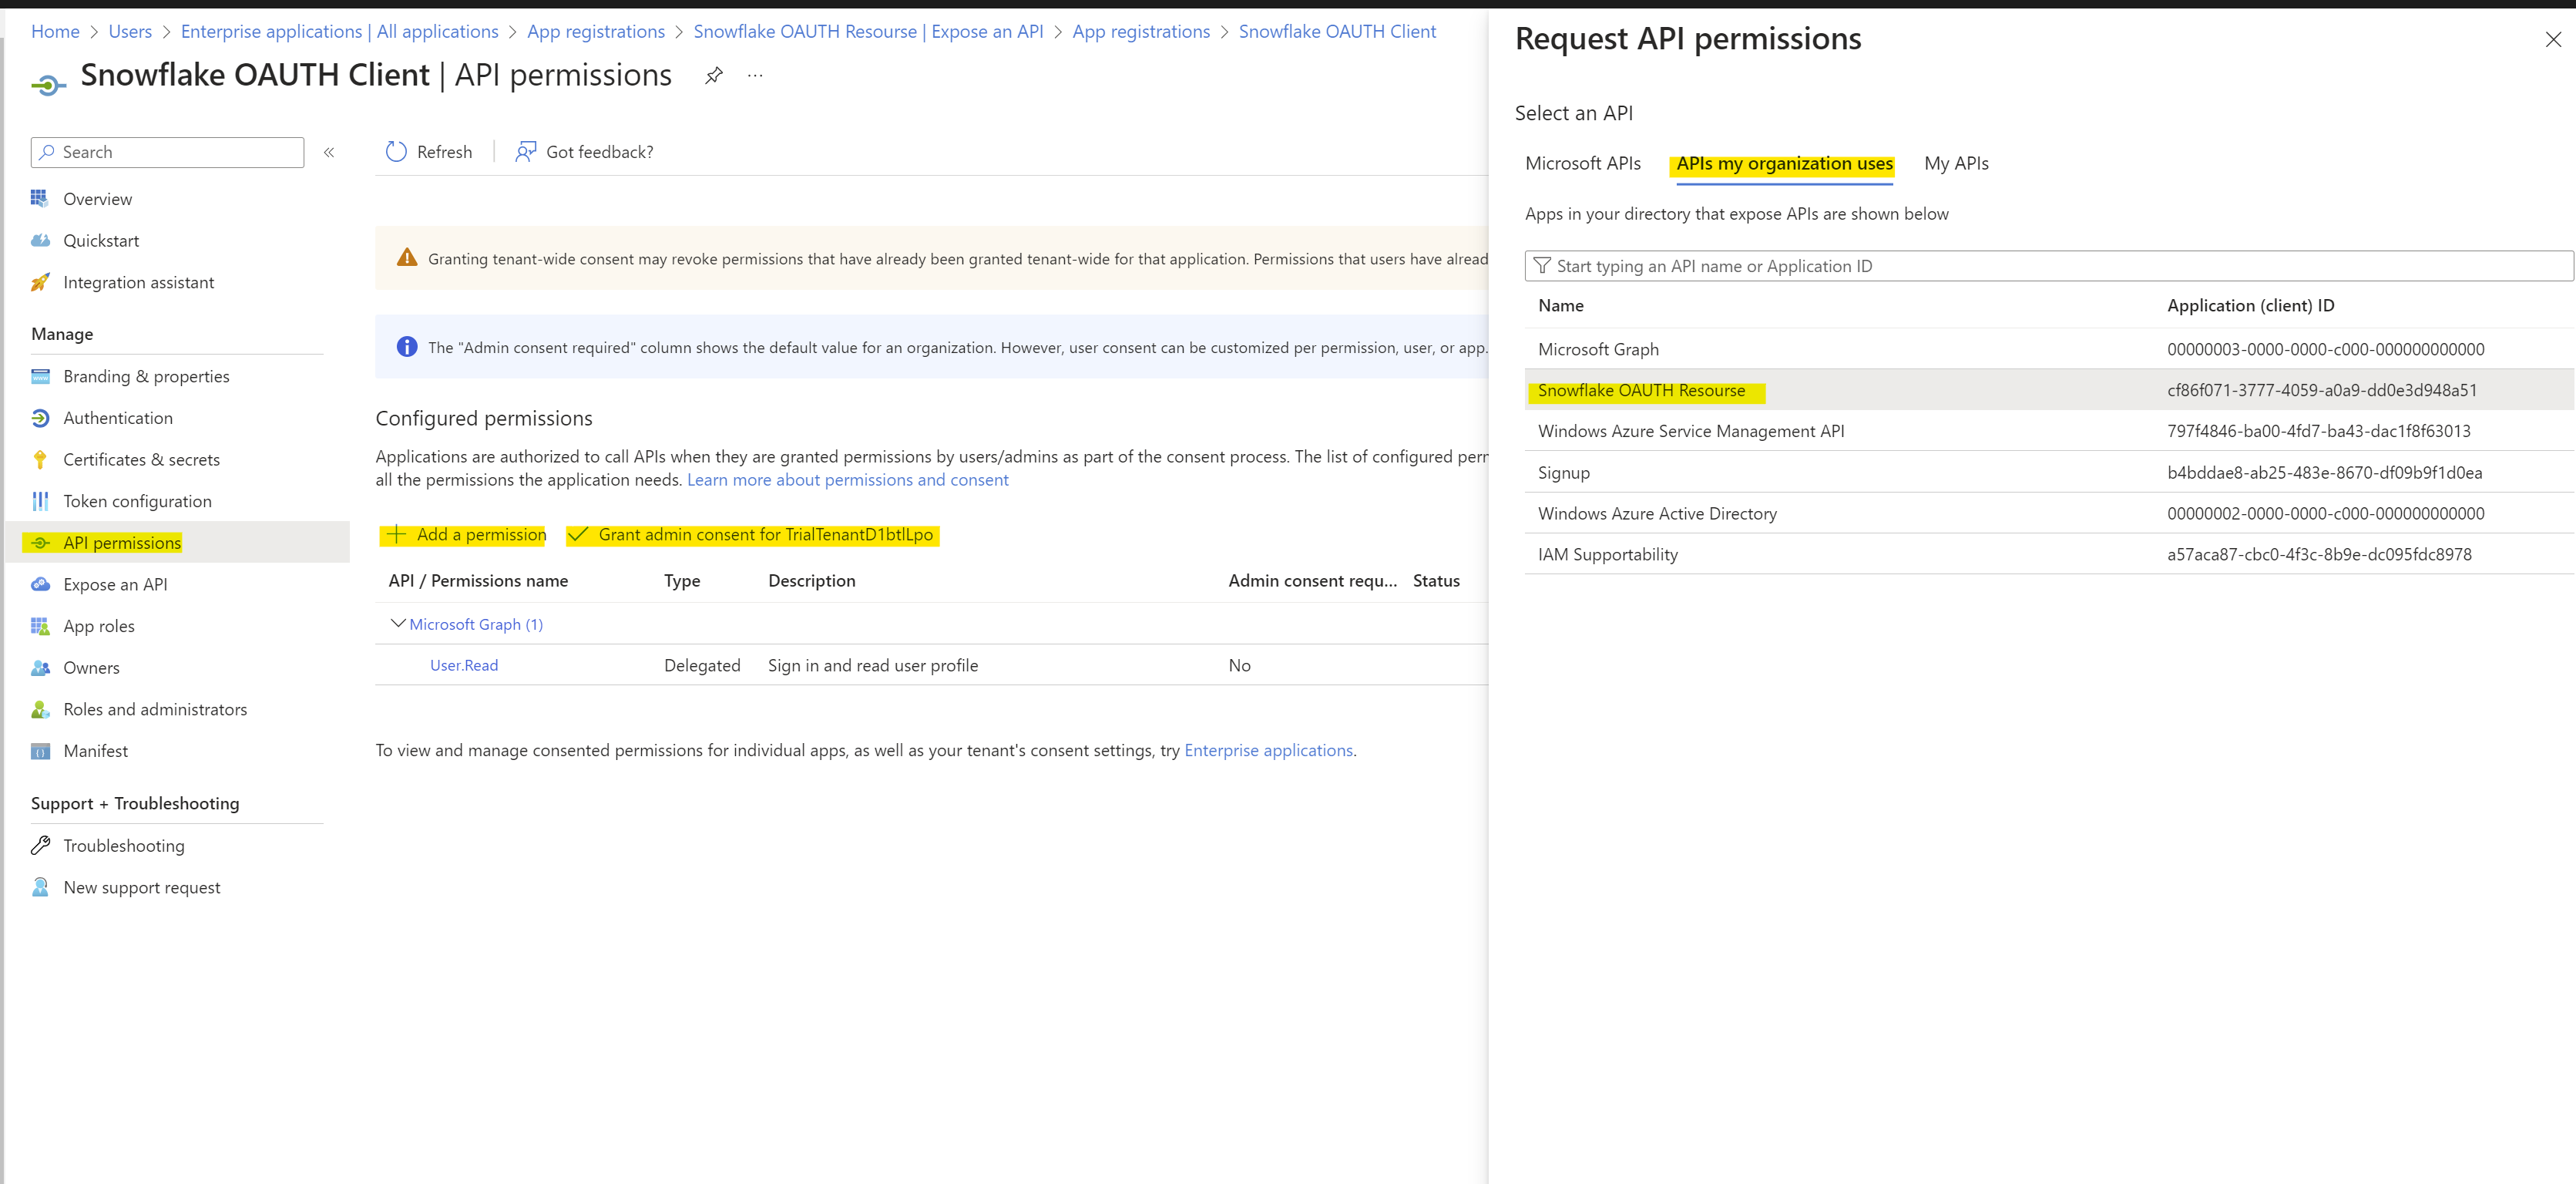 Home > Users > Enterprise applications | All applications > App registrations > Snowflake OAUTH Resourse | Expose an API > App registrations > Snowflake OAUTH Client
Snowflake OAUTH Client | API permissions
Search
Overview
Quickstart
Integration assistant
Manage
Branding & properties
Authentication
Certificates & secrets
Token configuration
API permissions
Expose an API
App roles
Owners
Roles and administrators
Manifest
Support + Troubleshooting
Troubleshooting
New support request
Refresh
Got feedback?
Granting tenant-wide consent may revoke permissions that have already been granted tenant-wide for that application. Permissions that users have alread
The "Admin consent required" column shows the default value for an organization. However, user consent can be customized per permission, user, or app.
Configured permissions
Applications are authorized to call APIs when they are granted permissions by users/admins as part of the consent process. The list of configured perr
all the permissions the application needs. Learn more about permissions and consent
Add a permission Grant admin consent for TrialTenantD1btlLpo
API / Permissions name Type Description Admin consent requ... Status
Microsoft Graph (1)
User.Read Delegated Sign in and read user profile No
To view and manage consented permissions for individual apps, as well as your tenant's consent settings, try Enterprise applications.
Request API permissions
Select an API
Microsoft APIs APIs my organization uses My APIs
Apps in your directory that expose APIs are shown below
Start typing an API name or Application ID
Name Application (client) ID
Microsoft Graph 00000003-0000-0000-c000-000000000000
Snowflake OAUTH Resourse cf86f071-3777-4059-a0a9-dd0e3d948a51
Windows Azure Service Management API 797f4846-ba00-4fd7-ba43-dac1f8f63013
Signup b4bddae8-ab25-483e-8670-df09b9f1d0ea
Windows Azure Active Directory 00000002-0000-0000-c000-000000000000
IAM Supportability a57aca87-cbc0-4f3c-8b9e-dc095fdc8978